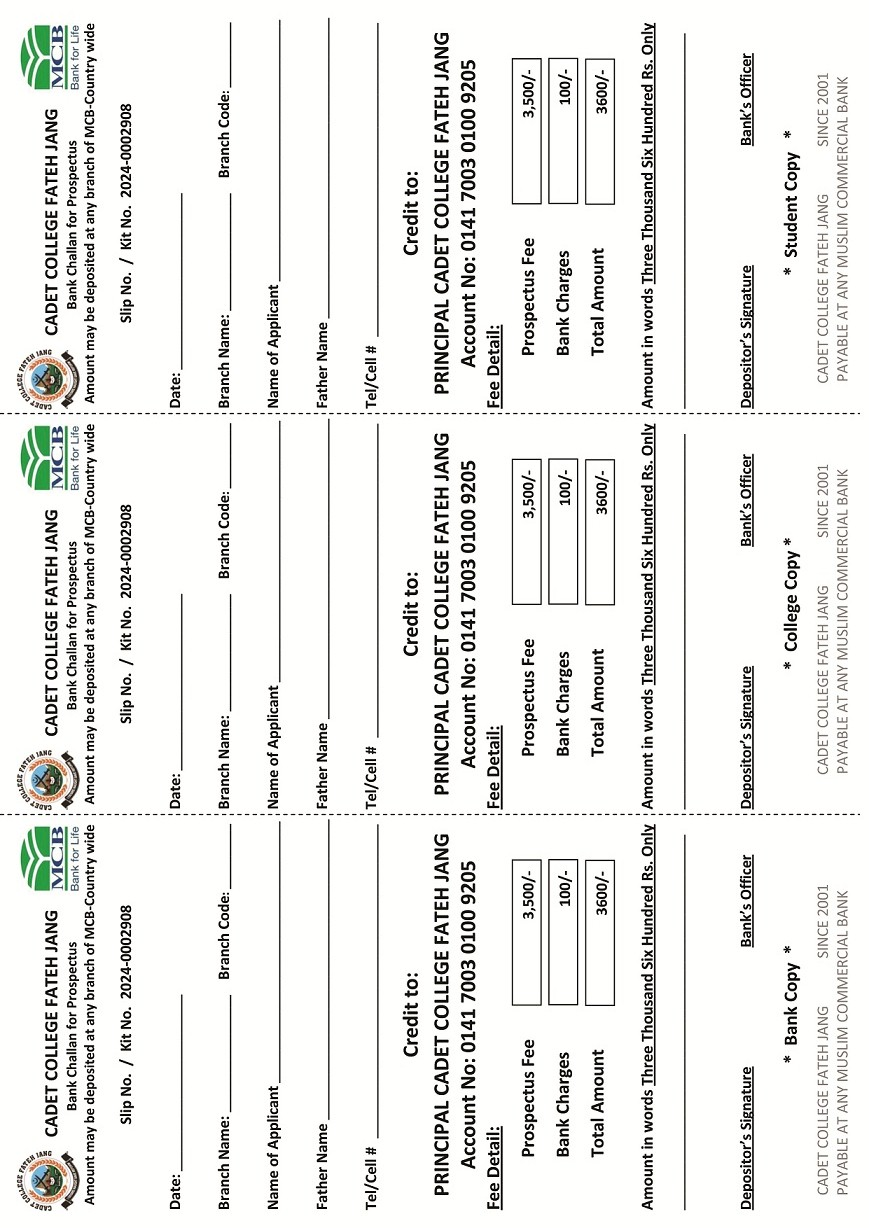 CADET COLLEGE FATEH JANG
MCB
Bank for Life
CADET COLLEGE FATEH JANG
Bank Challan for Prospectus
Amount may be deposited at any branch of MCB-Country wide
Slip No. / Kit No. 2024-0002908
Date:
Branch Name: Branch Code:
Name of Applicant
Father Name
Tel/Cell #
Credit to:
PRINCIPAL CADET COLLEGE FATEH JANG
Account No: 0141 7003 0100 9205
Fee Detail:
Prospectus Fee 3,500/-
Bank Charges 100/-
Total Amount 3600/-
Amount in words Three Thousand Six Hundred Rs. Only
Depositor's Signature Bank's Officer
* Bank Copy *
CADET COLLEGE FATEH JANG SINCE 2001
PAYABLE AT ANY MUSLIM COMMERCIAL BANK
CADET COLLEGE FATEH JANG
MCB
Bank for Life
CADET COLLEGE FATEH JANG
Bank Challan for Prospectus
Amount may be deposited at any branch of MCB-Country wide
Slip No. / Kit No. 2024-0002908
Date:
Branch Name: Branch Code:
Name of Applicant
Father Name
Tel/Cell #
Credit to:
PRINCIPAL CADET COLLEGE FATEH JANG
Account No: 0141 7003 0100 9205
Fee Detail:
Prospectus Fee 3,500/-
Bank Charges 100/-
Total Amount 3600/-
Amount in words Three Thousand Six Hundred Rs. Only
Depositor's Signature Bank's Officer
* College Copy *
CADET COLLEGE FATEH JANG SINCE 2001
PAYABLE AT ANY MUSLIM COMMERCIAL BANK
CADET COLLEGE FATEH JANG
MCB
Bank for Life
CADET COLLEGE FATEH JANG
Bank Challan for Prospectus
Amount may be deposited at any branch of MCB-Country wide
Slip No. / Kit No. 2024-0002908
Date:
Branch Name: Branch Code:
Name of Applicant
Father Name
Tel/Cell #
Credit to:
PRINCIPAL CADET COLLEGE FATEH JANG
Account No: 0141 7003 0100 9205
Fee Detail:
Prospectus Fee 3,500/-
Bank Charges 100/-
Total Amount 3600/-
Amount in words Three Thousand Six Hundred Rs. Only
Depositor's Signature Bank's Officer
* Student Copy *
CADET COLLEGE FATEH JANG SINCE 2001
PAYABLE AT ANY MUSLIM COMMERCIAL BANK